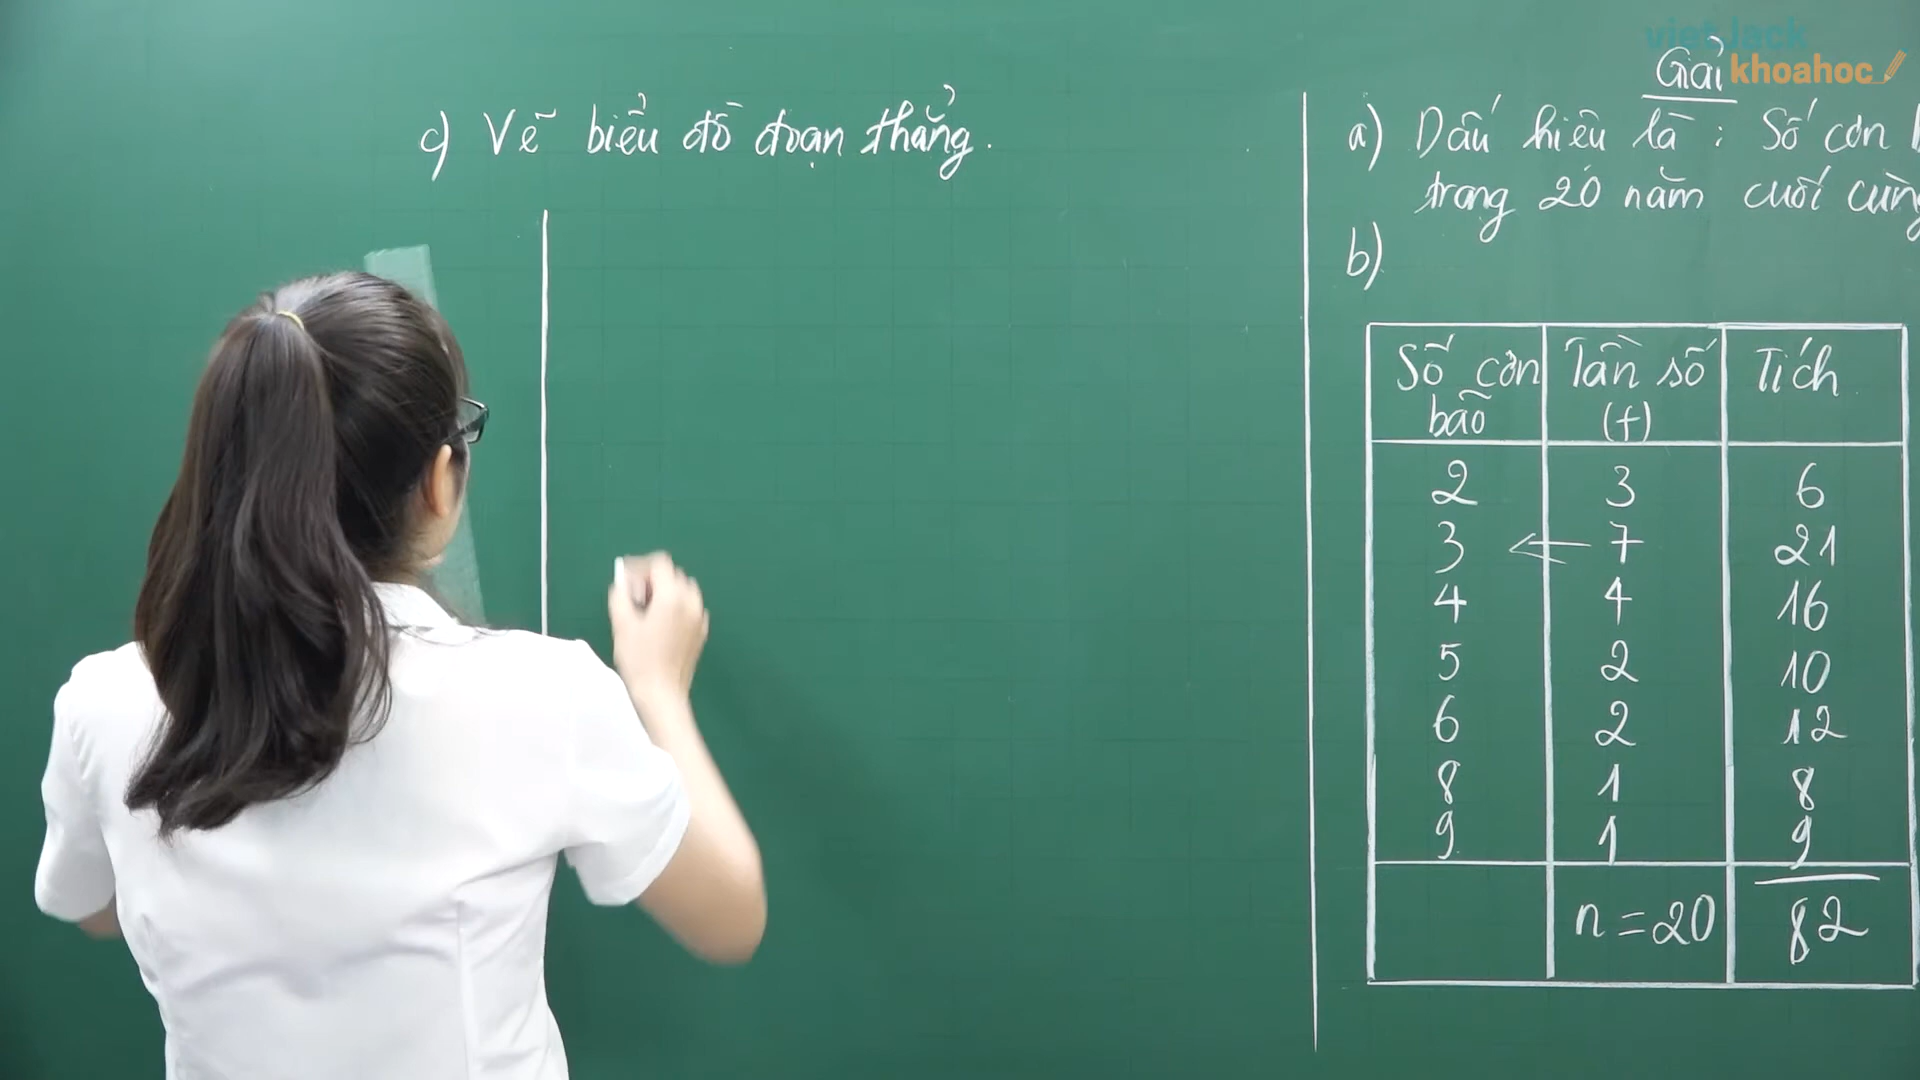 vietJack
khoahoc
c) Vẽ biểu đồ đoạn thẳng.
Giải
a) Dấu hiệu là : Số cơn
trong 20 năm cuối cùng
b)
Số cơn bão Tần số (f) Tích
2 3 6
3 7 21
4 4 16
5 2 10
6 2 12
8 1 8
9 1 9
n = 20 82